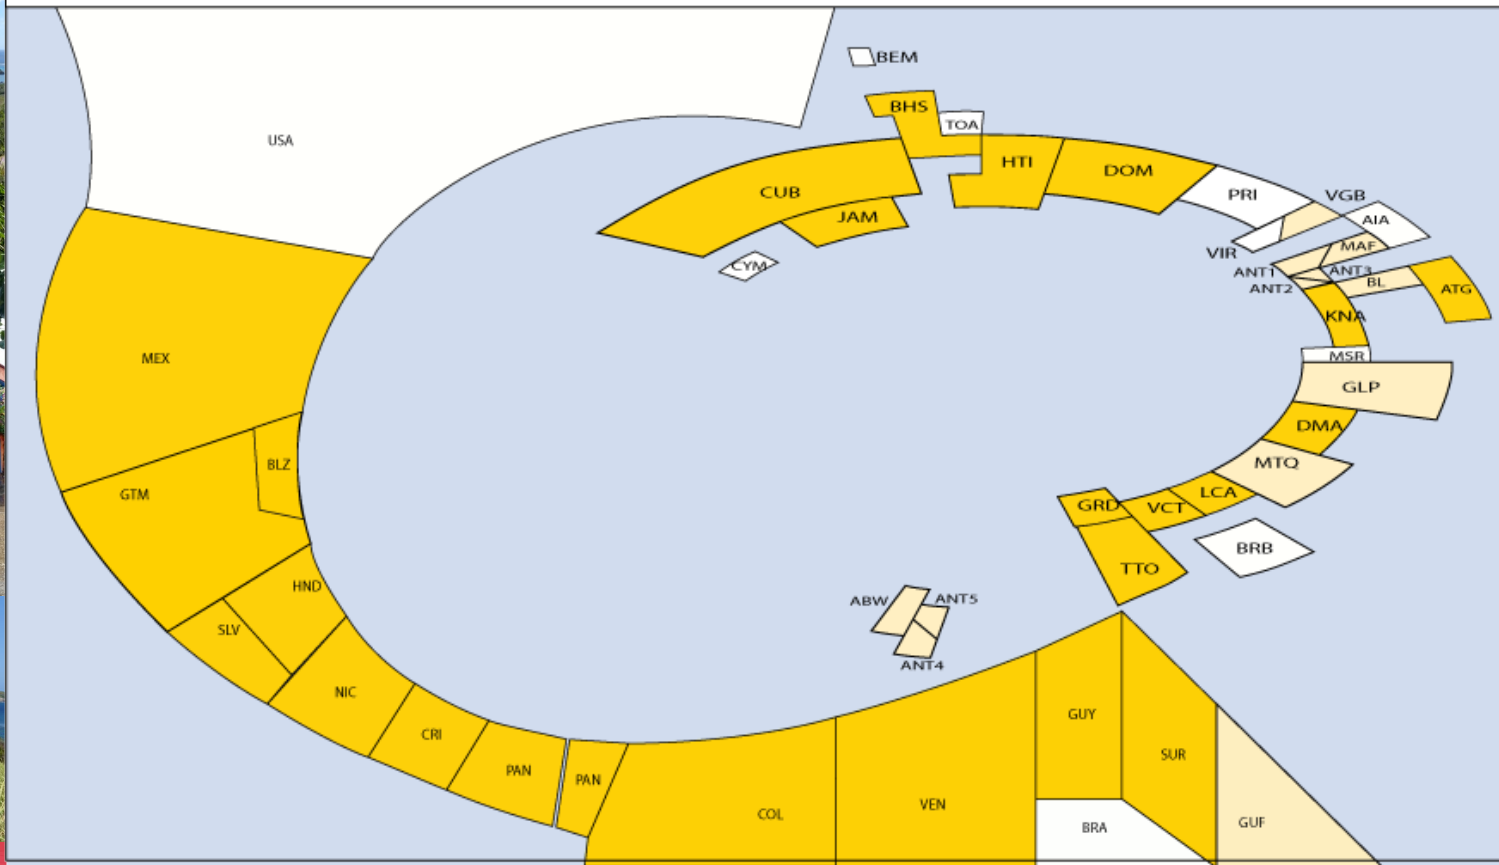 BEM
BHS
TOA
USA
HTI
DOM
CUB
PRI
VGB
JAM
AIA
VIR
MAF
CYM
ANT1
ANT3
BL
ANT2
ATG
KNA
MEX
MSR
GLP
DMA
BLZ
MTQ
GTM
LCA
GRD
VCT
BRB
TTO
HND
ABW
ANT5
SLV
ANT4
NIC
GUY
CRI
SUR
PAN
PAN
VEN
COL
GUF
BRA